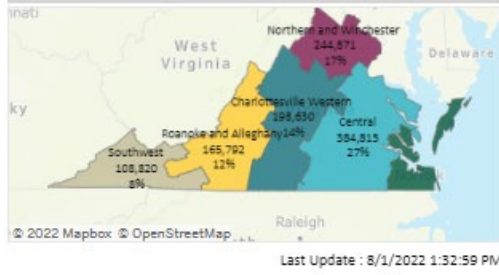 Northern and Winchester
244,871
17%
West
Virginia
Delaware
ky
Charlottesville Western
198,630
14%
Central
384,815
27%
Roanoke and Alleghany
165,792
12%
Southwest
108,820
8%
Raleigh
© 2022 Mapbox © OpenStreetMap
Last Update : 8/1/2022 1:32:59 PM